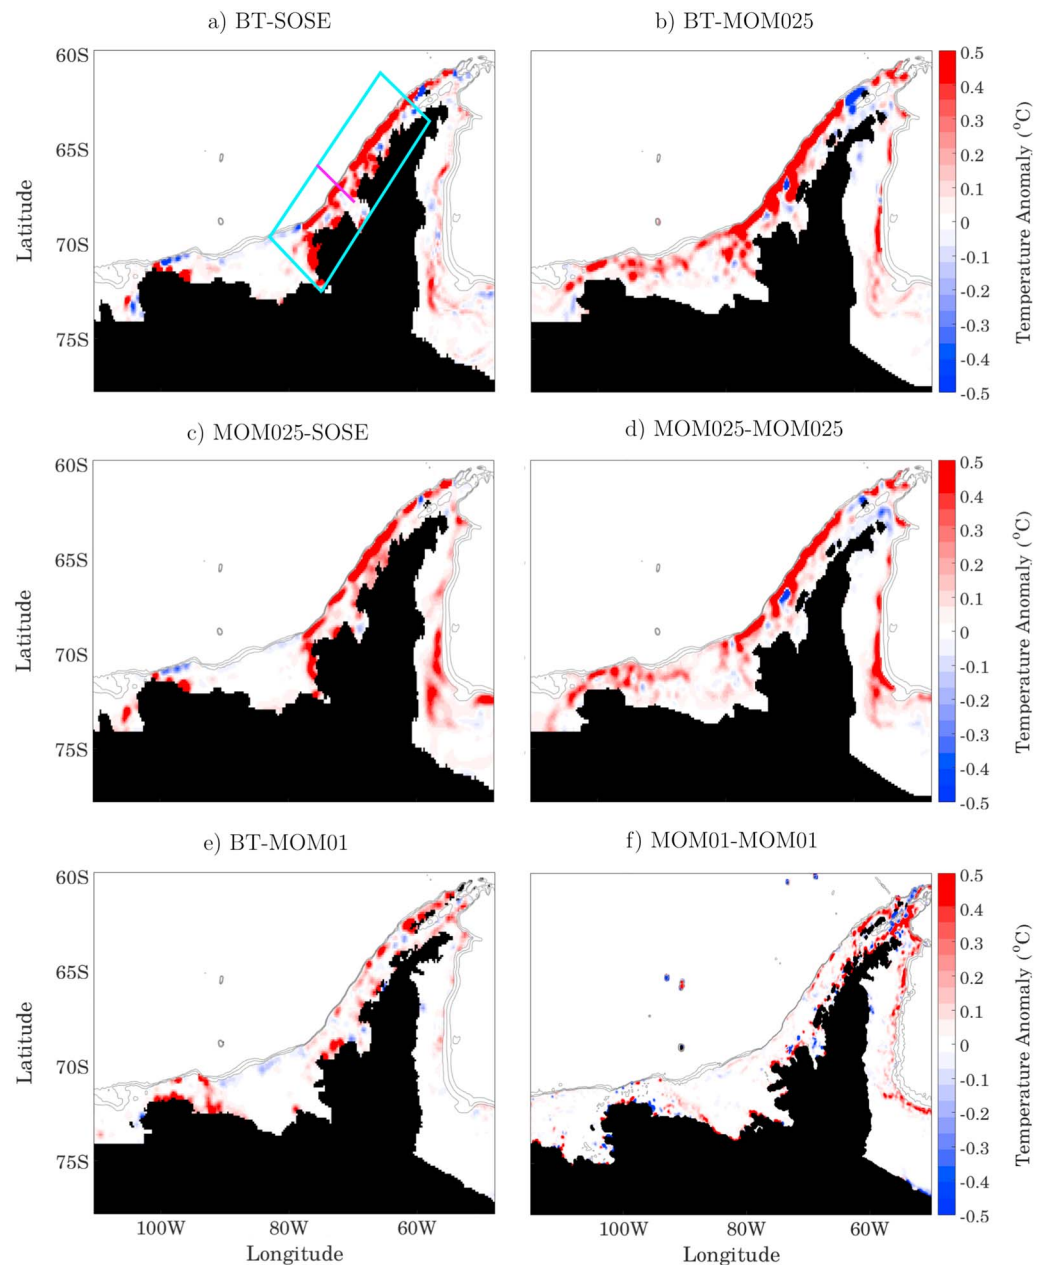 a) BT-SOSE
b) BT-MOM025
60S
65S
70S
75S
Latitude
0.5
0.4
0.3
0.2
0.1
0
-0.1
-0.2
-0.3
-0.4
-0.5
Temperature Anomaly (°C)
c) MOM025-SOSE
d) MOM025-MOM025
60S
65S
70S
75S
Latitude
0.5
0.4
0.3
0.2
0.1
0
-0.1
-0.2
-0.3
-0.4
-0.5
Temperature Anomaly (°C)
e) BT-MOM01
f) MOM01-MOM01
60S
65S
70S
75S
Latitude
0.5
0.4
0.3
0.2
0.1
0
-0.1
-0.2
-0.3
-0.4
-0.5
Temperature Anomaly (°C)
100W 80W 60W
Longitude
100W 80W 60W
Longitude